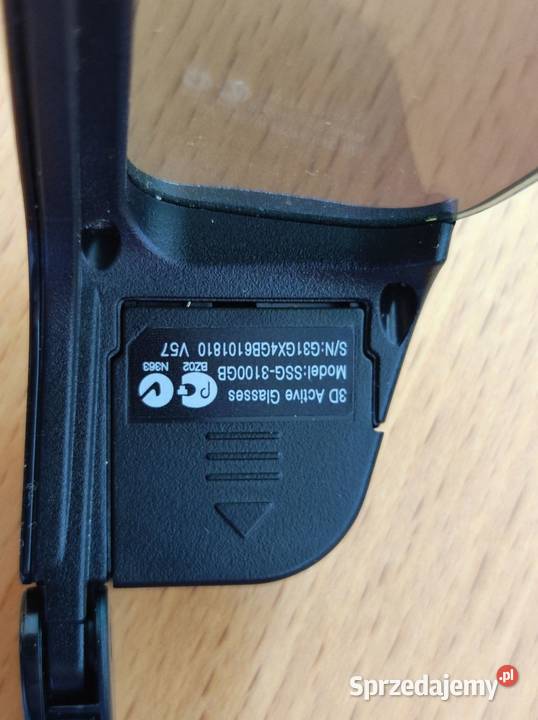 3D Active Glasses
Model:SSG-3100GB
S/N:G31GX4GB6101810 V57
BZ02
N363
Sprzedajemy.pl